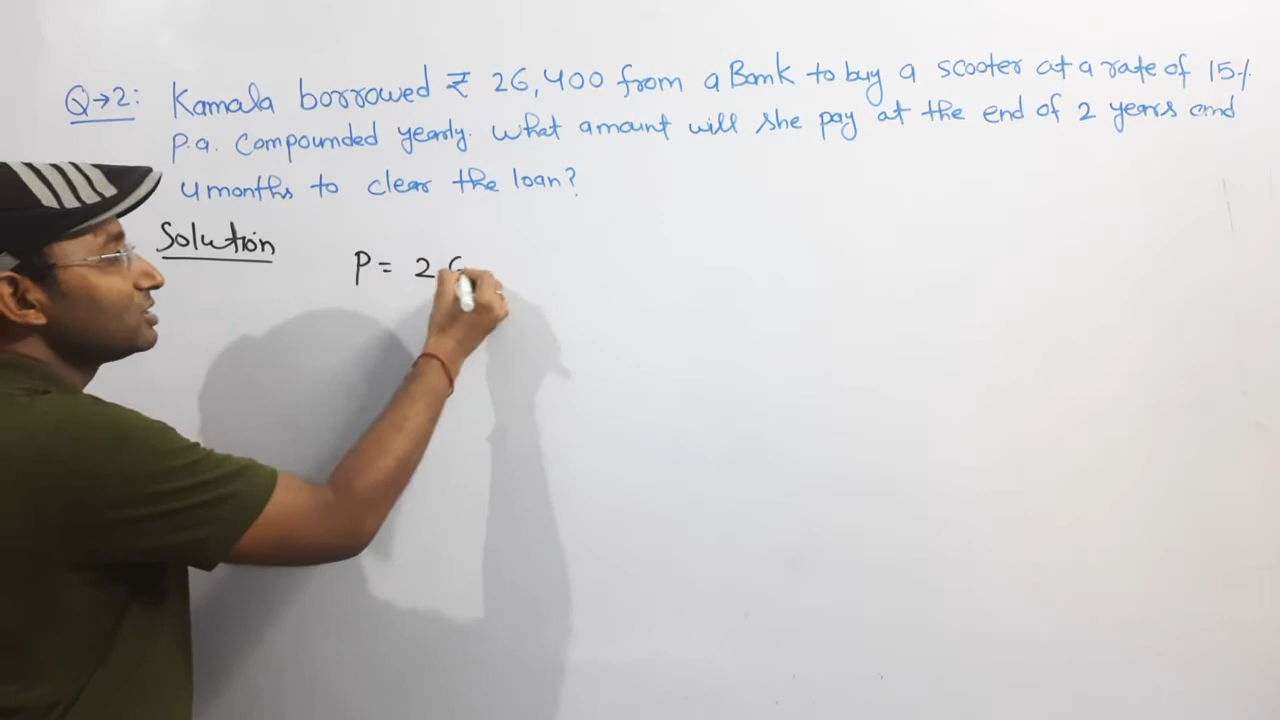 Q→2: Kamala borrowed ₹ 26,400 from a Bank to buy a scooter at a rate of 15%
p.a. compounded yearly. What amount will she pay at the end of 2 years and
4 months to clear the loan?
Solution
P = 26